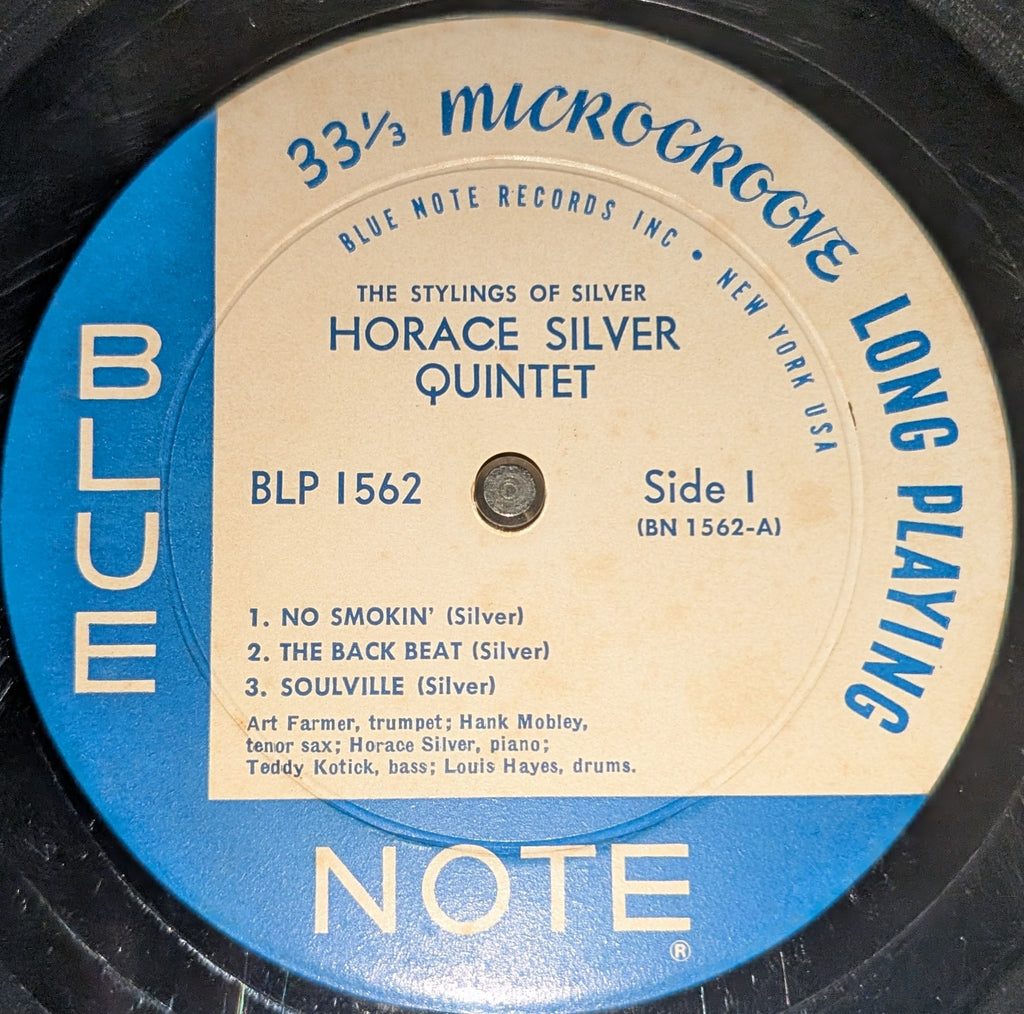 33⅓ MICROGROOVE LONG PLAYING
BLUE NOTE RECORDS INC • NEW YORK USA
THE STYLINGS OF SILVER
HORACE SILVER
QUINTET
BLP 1562
Side 1
(BN 1562-A)
1. NO SMOKIN' (Silver)
2. THE BACK BEAT (Silver)
3. SOULVILLE (Silver)
Art Farmer, trumpet; Hank Mobley,
tenor sax; Horace Silver, piano;
Teddy Kotick, bass; Louis Hayes, drums.
BLUE
NOTE
®